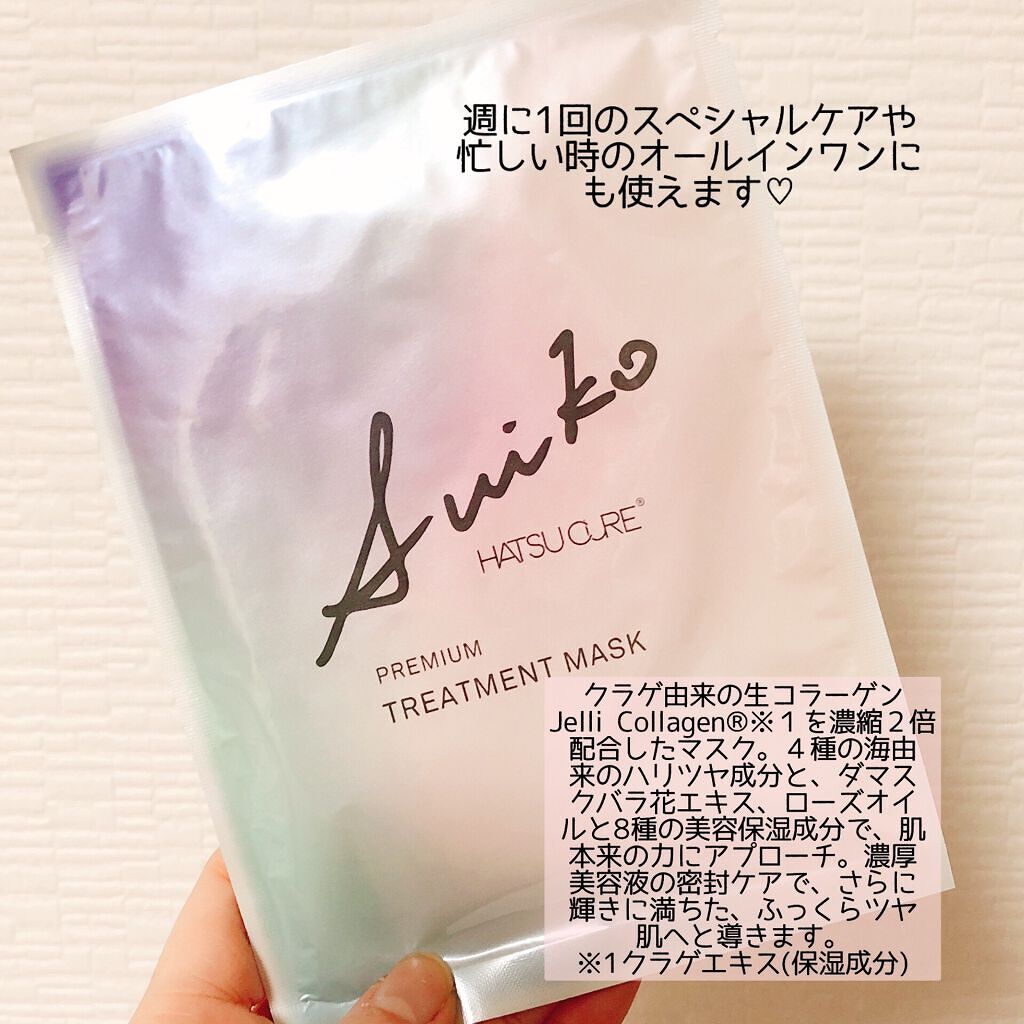 週に1回のスペシャルケアや
忙しい時のオールインワンに
も使えます♡
Suiko
HATSU CURE®
PREMIUM
TREATMENT MASK
クラゲ由来の生コラーゲン
Jelli Collagen®※１を濃縮２倍
配合したマスク。４種の海由
来のハリツヤ成分と、ダマス
クバラ花エキス、ローズオイ
ルと8種の美容保湿成分で、肌
本来の力にアプローチ。濃厚
美容液の密封ケアで、さらに
輝きに満ちた、ふっくらツヤ
肌へと導きます。
※1クラゲエキス(保湿成分)